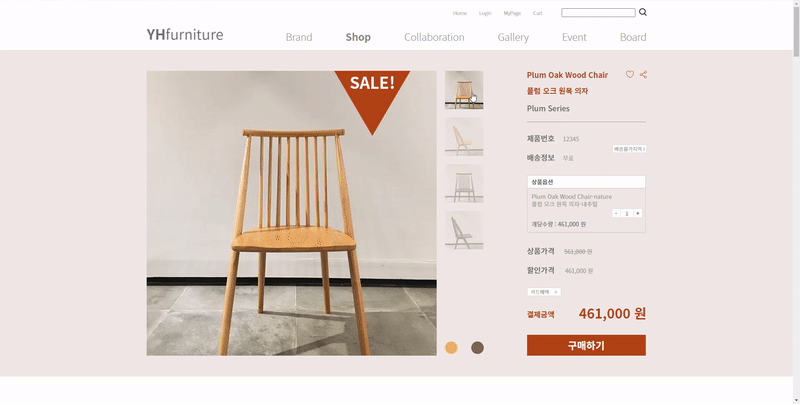 Home Login MyPage Cart
YHfurniture
Brand Shop Collaboration Gallery Event Board
SALE!
Plum Oak Wood Chair
플럼 오크 원목 의자
Plum Series
제품번호 12345
배송불가지역
배송정보 무료
상품옵션
Plum Oak Wood Chair-nature
플럼 오크 원목 의자-내추럴
- 1 +
개당수량 : 461,000 원
상품가격 561,000 원
할인가격 461,000 원
카드혜택
결제금액 461,000 원
구매하기